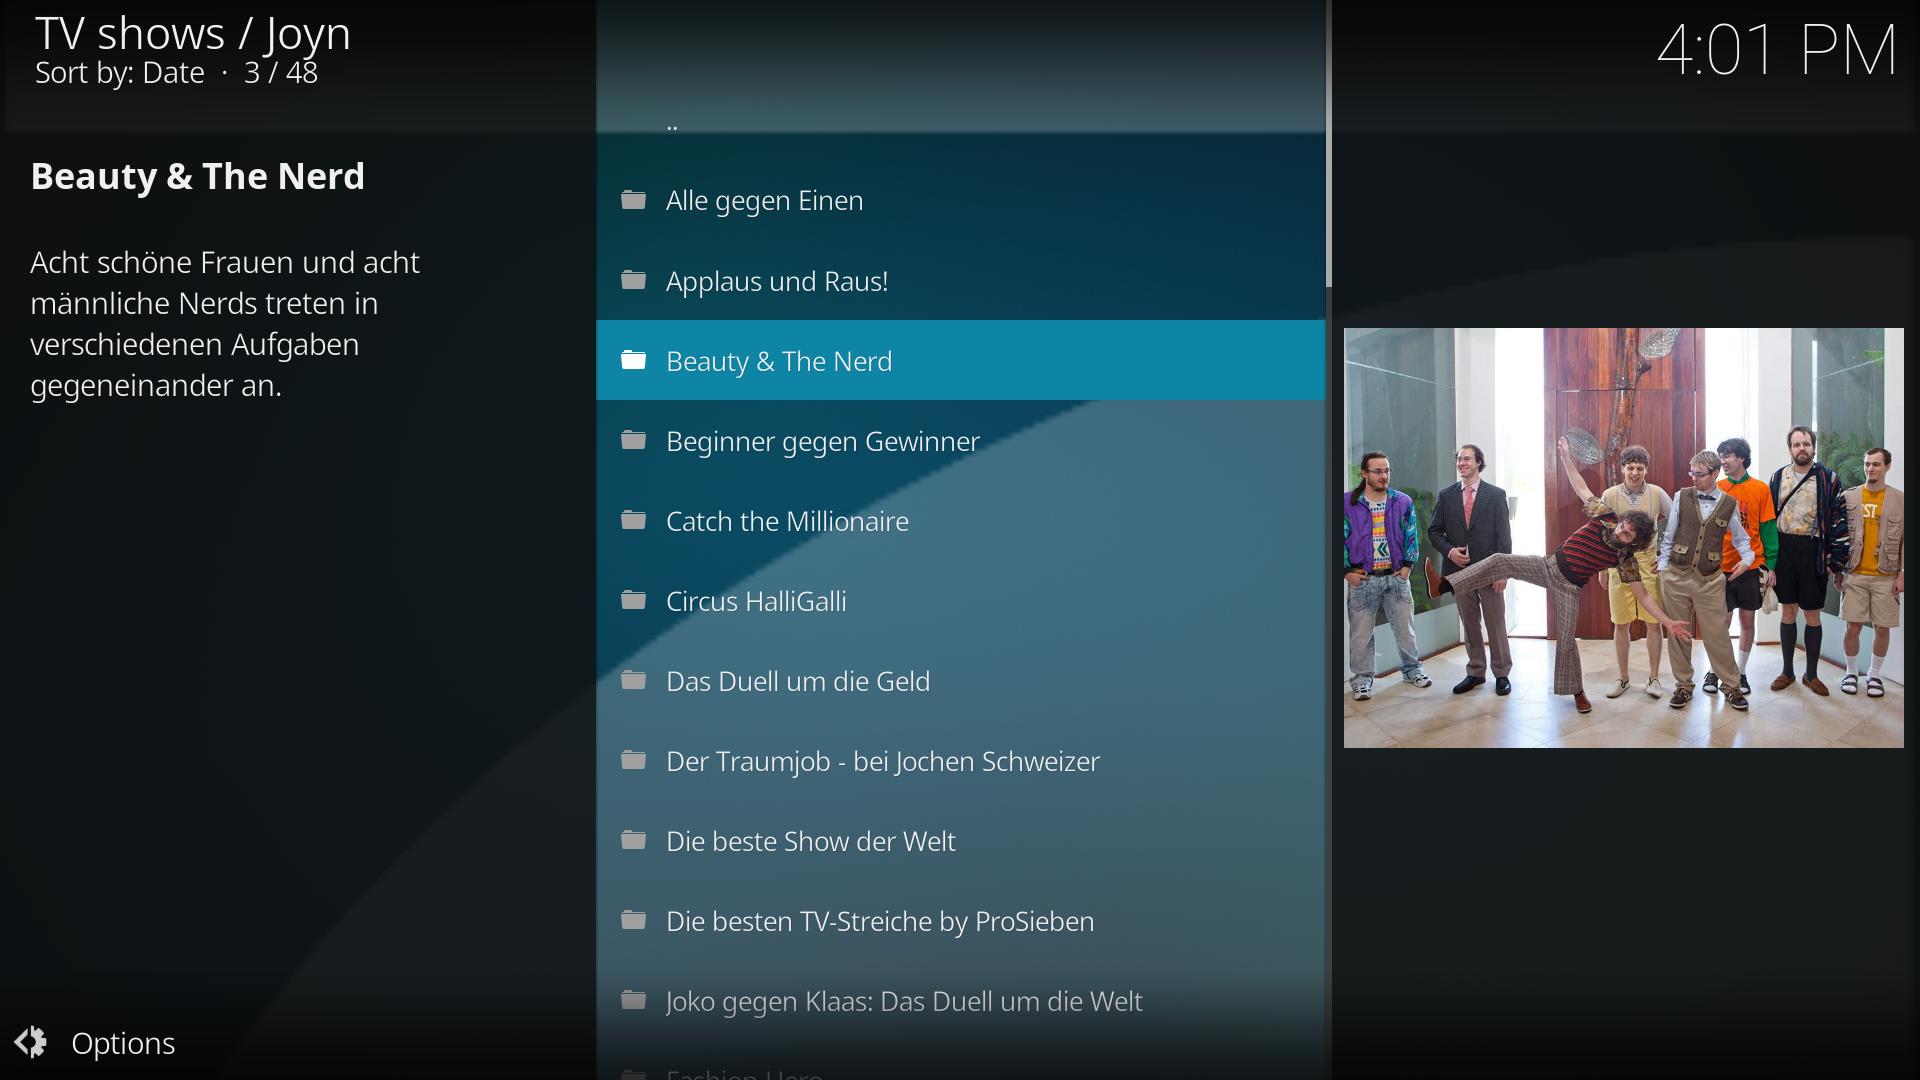 TV shows / Joyn
Sort by: Date · 3 / 48
4:01 PM
Beauty & The Nerd
Acht schöne Frauen und acht
männliche Nerds treten in
verschiedenen Aufgaben
gegeneinander an.
..
Alle gegen Einen
Applaus und Raus!
Beauty & The Nerd
Beginner gegen Gewinner
Catch the Millionaire
Circus HalliGalli
Das Duell um die Geld
Der Traumjob - bei Jochen Schweizer
Die beste Show der Welt
Die besten TV-Streiche by ProSieben
Joko gegen Klaas: Das Duell um die Welt
Options